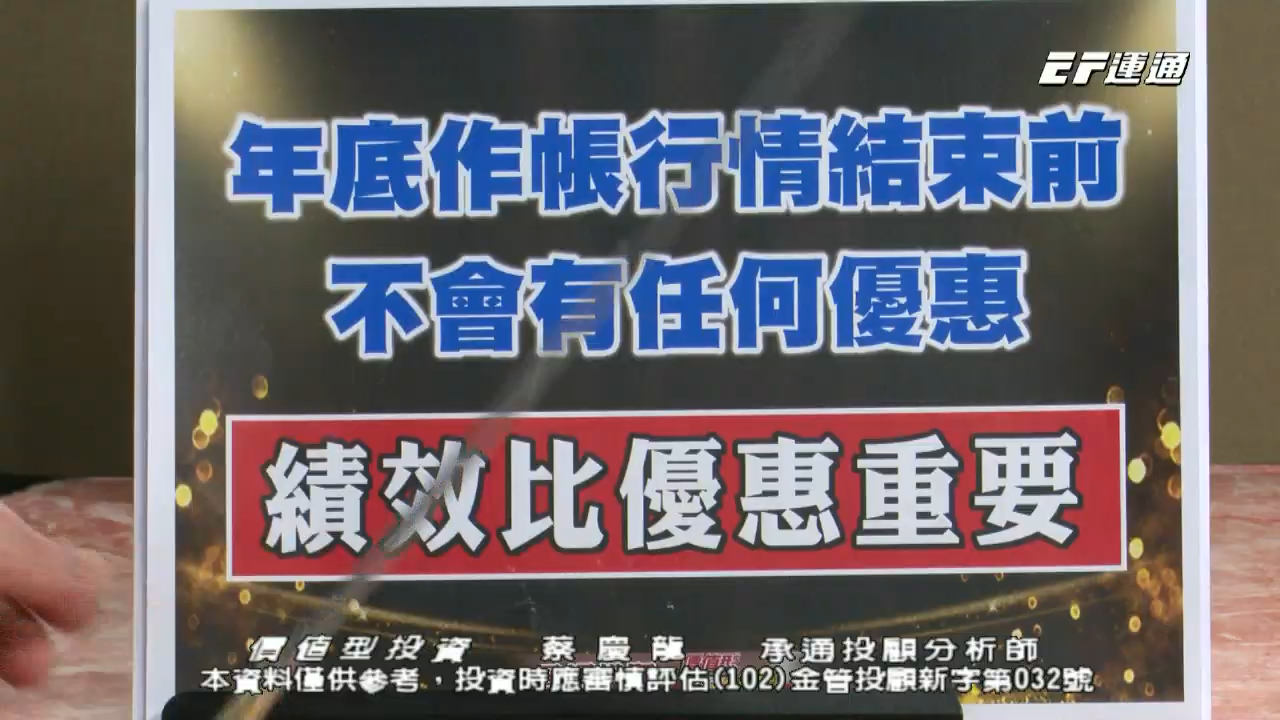 EF運通
年底作帳行情結束前
不會有任何優惠
績效比優惠重要
價值型投資 蔡慶龍 承通投顧分析師
本資料僅供參考,投資時應審慎評估(102)金管投顧新字第032號